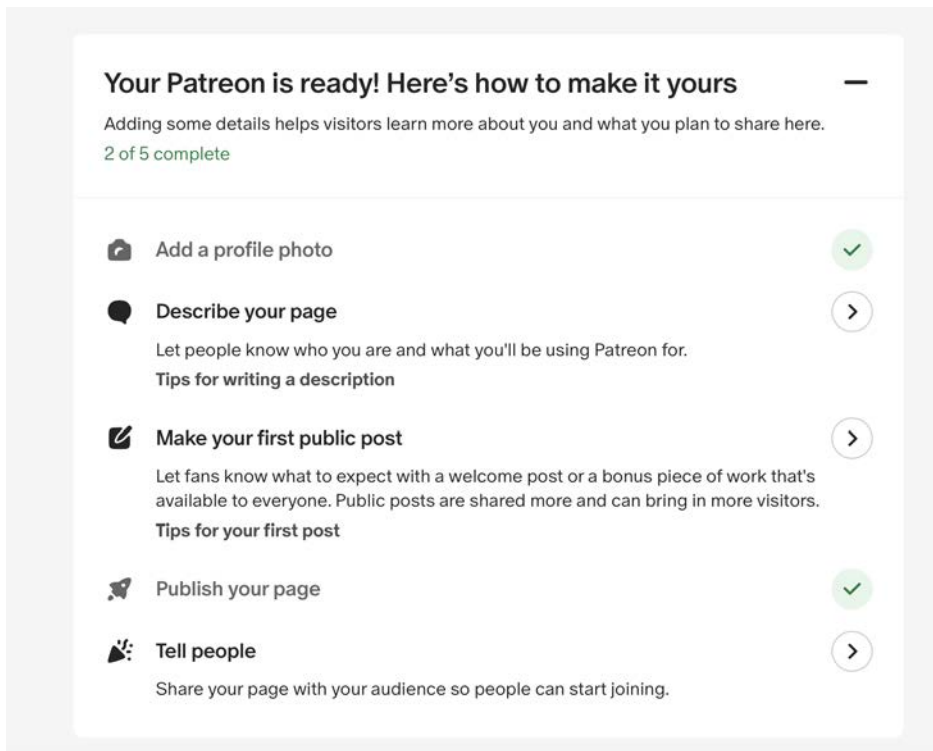 Your Patreon is ready! Here’s how to make it yours
Adding some details helps visitors learn more about you and what you plan to share here.
2 of 5 complete
Add a profile photo
Describe your page
Let people know who you are and what you'll be using Patreon for.
Tips for writing a description
Make your first public post
Let fans know what to expect with a welcome post or a bonus piece of work that's
available to everyone. Public posts are shared more and can bring in more visitors.
Tips for your first post
Publish your page
Tell people
Share your page with your audience so people can start joining.